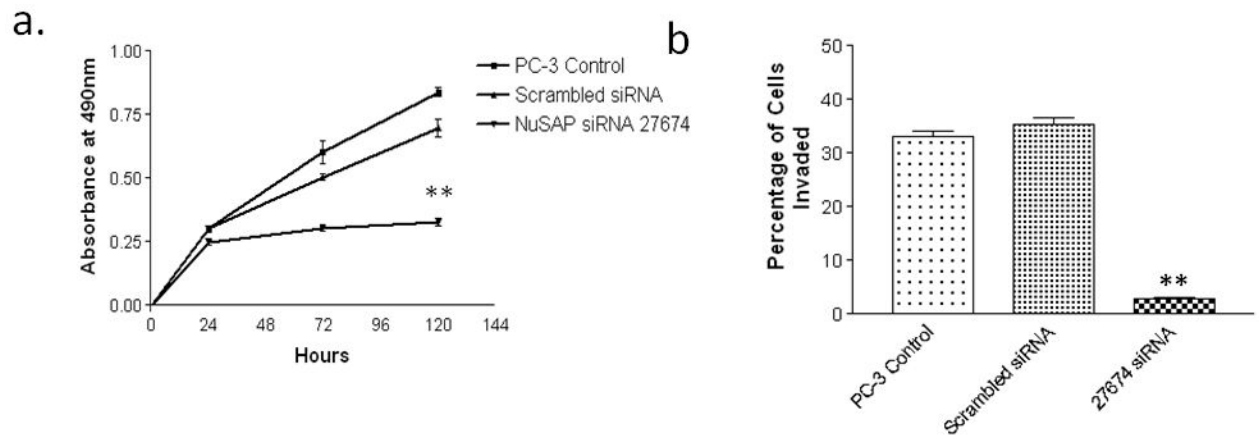 a.
1.00
0.75
0.50
0.25
0.00
Absorbance at 490nm
0 24 48 72 96 120 144
Hours
PC-3 Control
Scrambled siRNA
NuSAP siRNA 27674
**
b
50
40
30
20
10
0
Percentage of Cells
Invaded
**
PC-3 Control
Scrambled siRNA
27674 siRNA